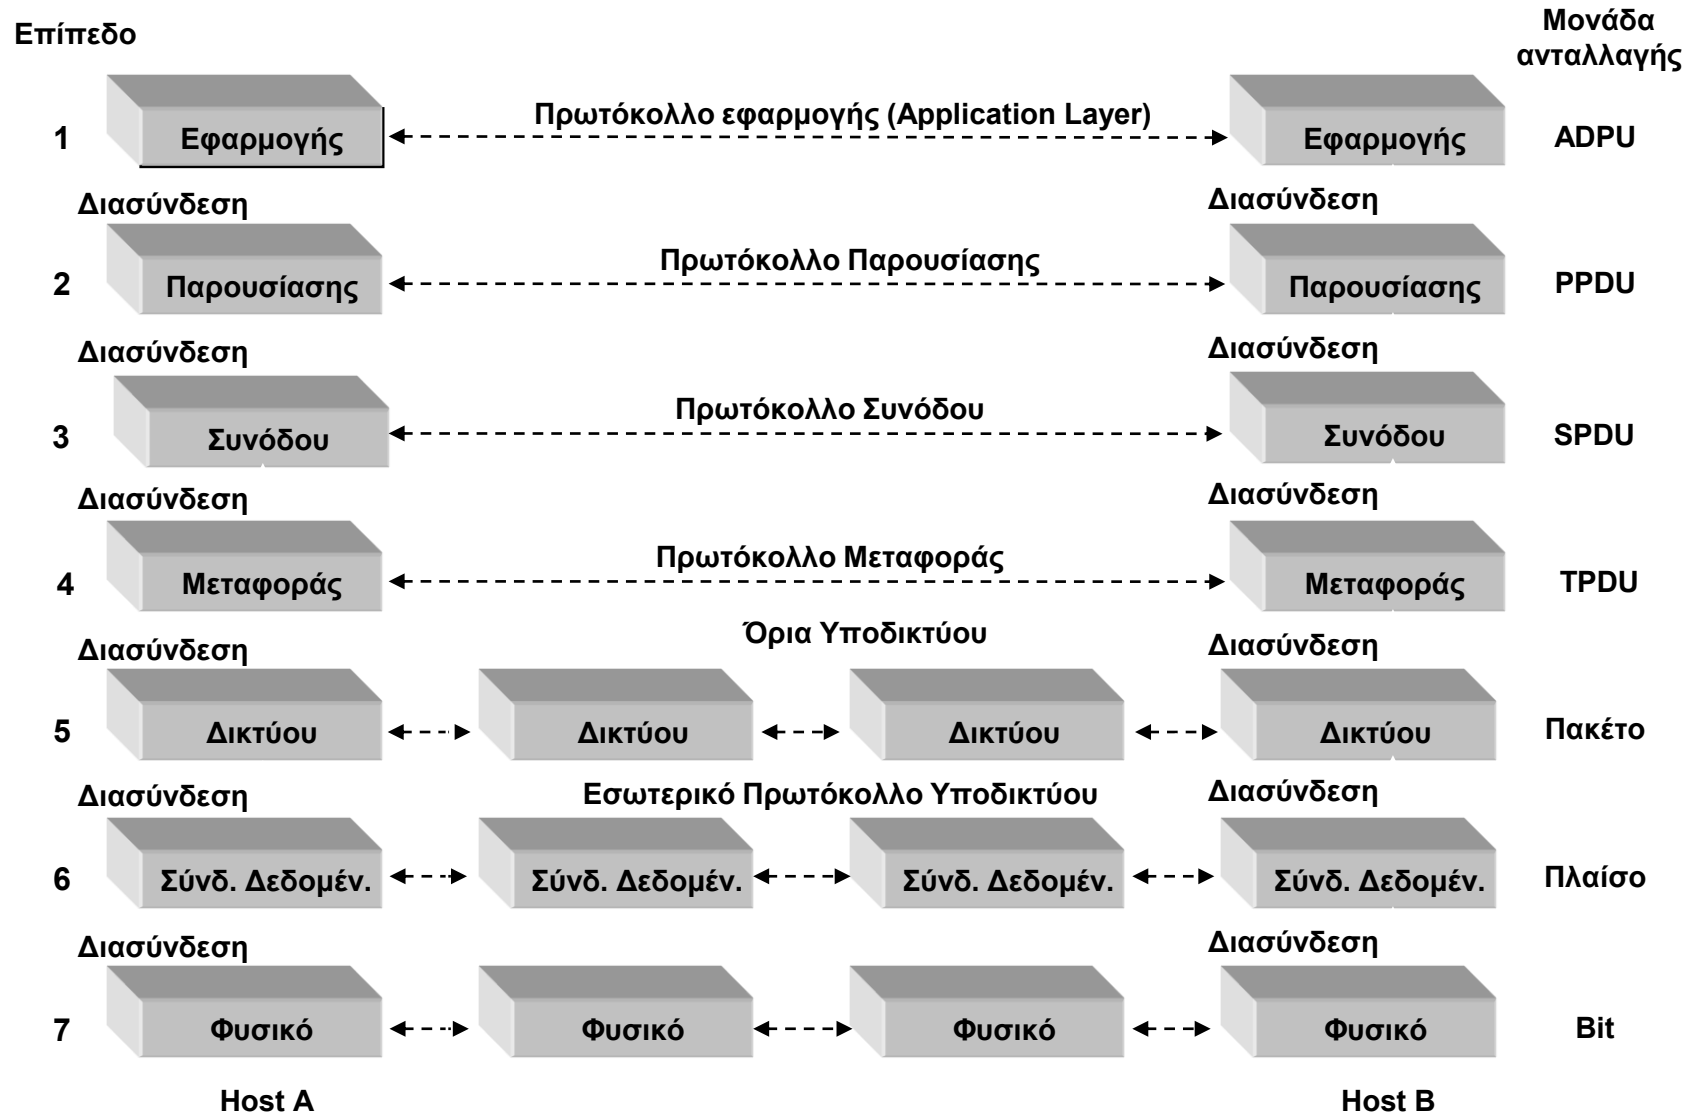 Επίπεδο
Μονάδα
ανταλλαγής
Πρωτόκολλο εφαρμογής (Application Layer)
1 Εφαρμογής Εφαρμογής ADPU
Διασύνδεση Διασύνδεση
Πρωτόκολλο Παρουσίασης
2 Παρουσίασης Παρουσίασης PPDU
Διασύνδεση Διασύνδεση
Πρωτόκολλο Συνόδου
3 Συνόδου Συνόδου SPDU
Διασύνδεση Διασύνδεση
Πρωτόκολλο Μεταφοράς
4 Μεταφοράς Μεταφοράς TPDU
Όρια Υποδικτύου
Διασύνδεση Διασύνδεση
5 Δικτύου Δικτύου Δικτύου Δικτύου Πακέτο
Διασύνδεση Εσωτερικό Πρωτόκολλο Υποδικτύου Διασύνδεση
6 Σύνδ. Δεδομέν. Σύνδ. Δεδομέν. Σύνδ. Δεδομέν. Σύνδ. Δεδομέν. Πλαίσο
Διασύνδεση Διασύνδεση
7 Φυσικό Φυσικό Φυσικό Φυσικό Bit
Host A Host B